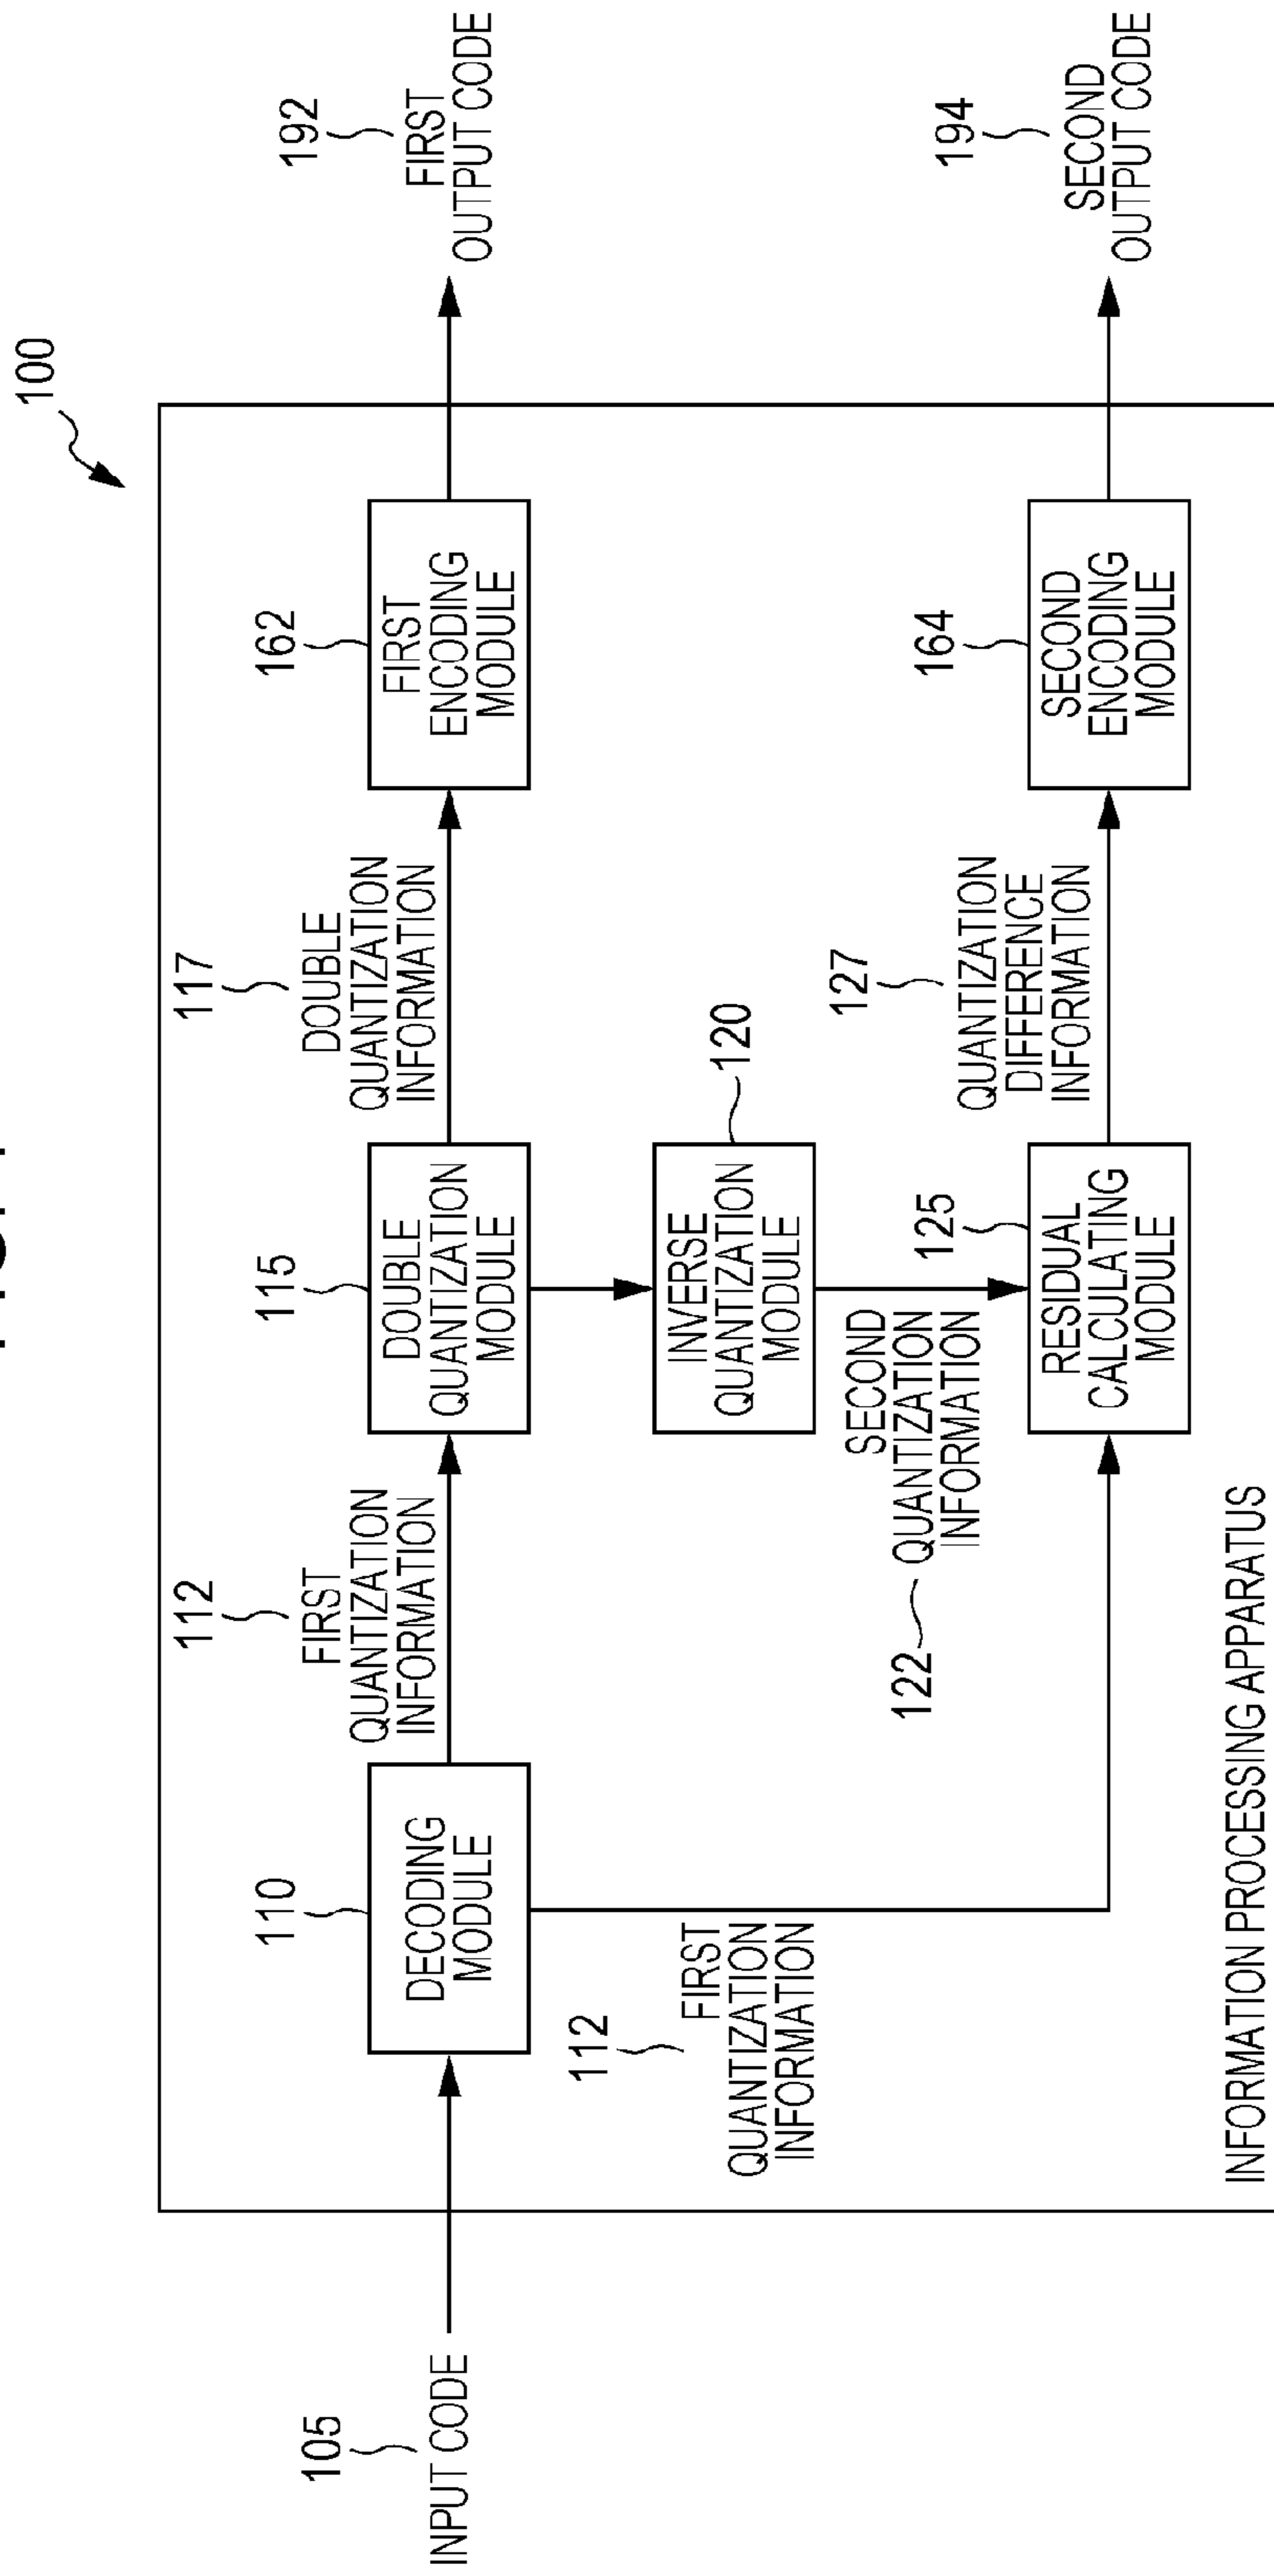 100
105
INPUT CODE
110
DECODING
MODULE
112
FIRST
QUANTIZATION
INFORMATION
115
DOUBLE
QUANTIZATION
MODULE
117
DOUBLE
QUANTIZATION
INFORMATION
162
FIRST
ENCODING
MODULE
192
FIRST
OUTPUT CODE
112
FIRST
QUANTIZATION
INFORMATION
INVERSE
QUANTIZATION
MODULE
120
122
SECOND
QUANTIZATION
INFORMATION
125
RESIDUAL
CALCULATING
MODULE
127
QUANTIZATION
DIFFERENCE
INFORMATION
164
SECOND
ENCODING
MODULE
194
SECOND
OUTPUT CODE
INFORMATION PROCESSING APPARATUS